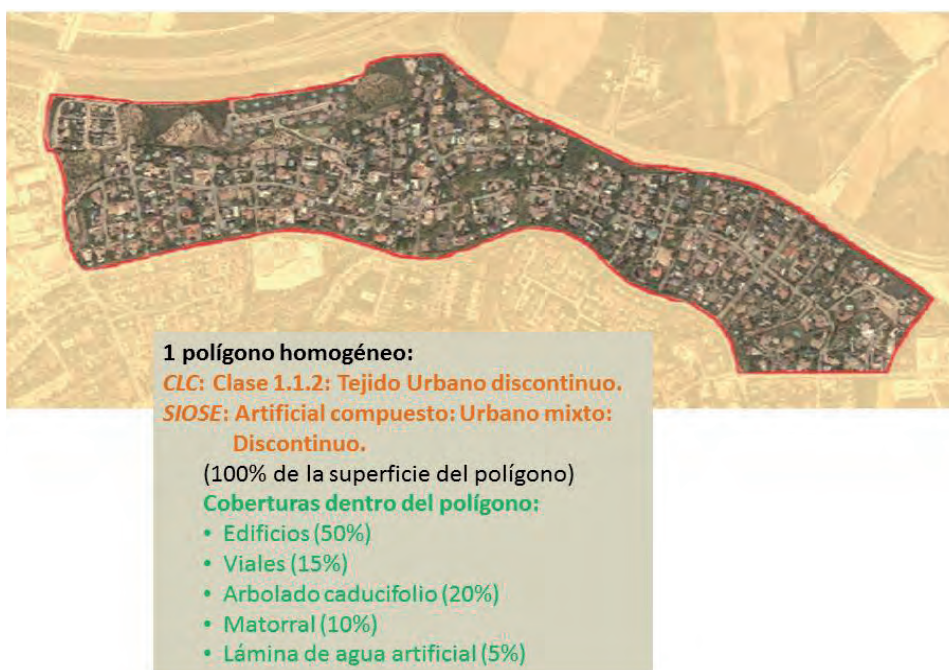 1 polígono homogéneo:
CLC: Clase 1.1.2: Tejido Urbano discontinuo.
SIOSE: Artificial compuesto: Urbano mixto:
Discontinuo.
(100% de la superficie del polígono)
Coberturas dentro del polígono:
• Edificios (50%)
• Viales (15%)
• Arbolado caducifolio (20%)
• Matorral (10%)
• Lámina de agua artificial (5%)